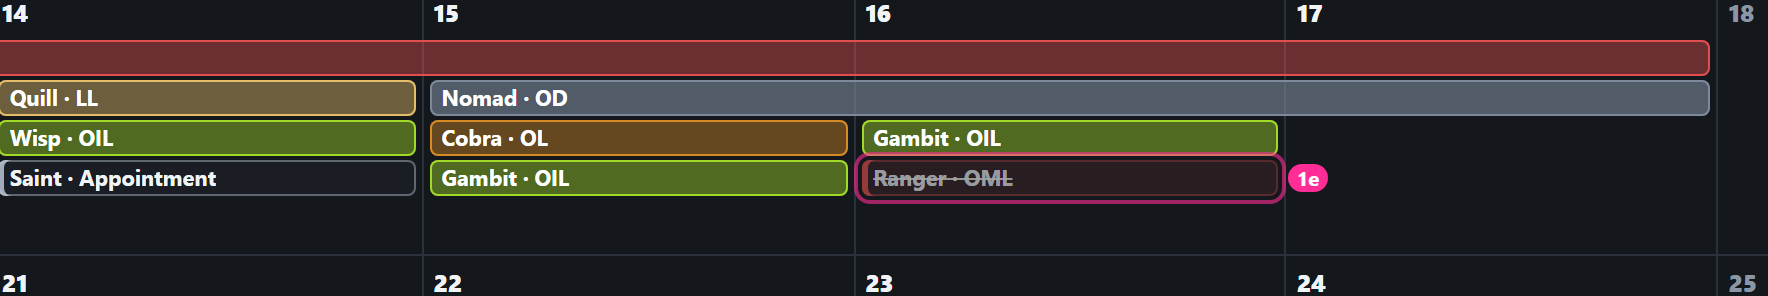 14 15 16 17 18
Quill · LL Nomad · OD
Wisp · OIL Cobra · OL Gambit · OIL
Saint · Appointment Gambit · OIL Ranger · OML 1e
21 22 23 24 25